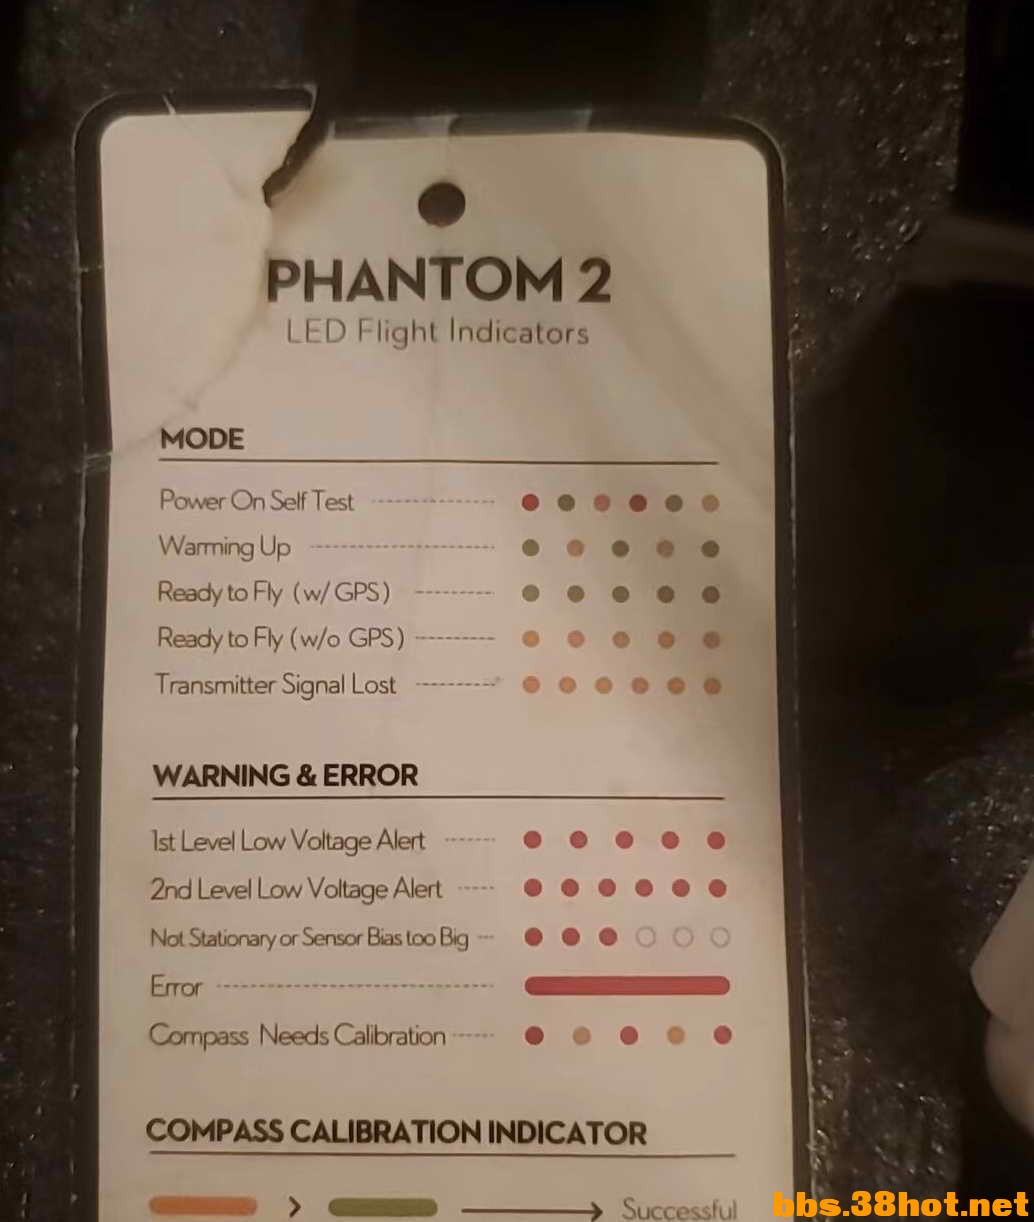 PHANTOM 2
LED Flight Indicators
MODE
Power On Self Test
Warming Up
Ready to Fly (w/ GPS)
Ready to Fly (w/o GPS)
Transmitter Signal Lost
WARNING & ERROR
1st Level Low Voltage Alert
2nd Level Low Voltage Alert
Not Stationary or Sensor Bias too Big
Error
Compass Needs Calibration
COMPASS CALIBRATION INDICATOR
> Successful
bbs.38hot.net